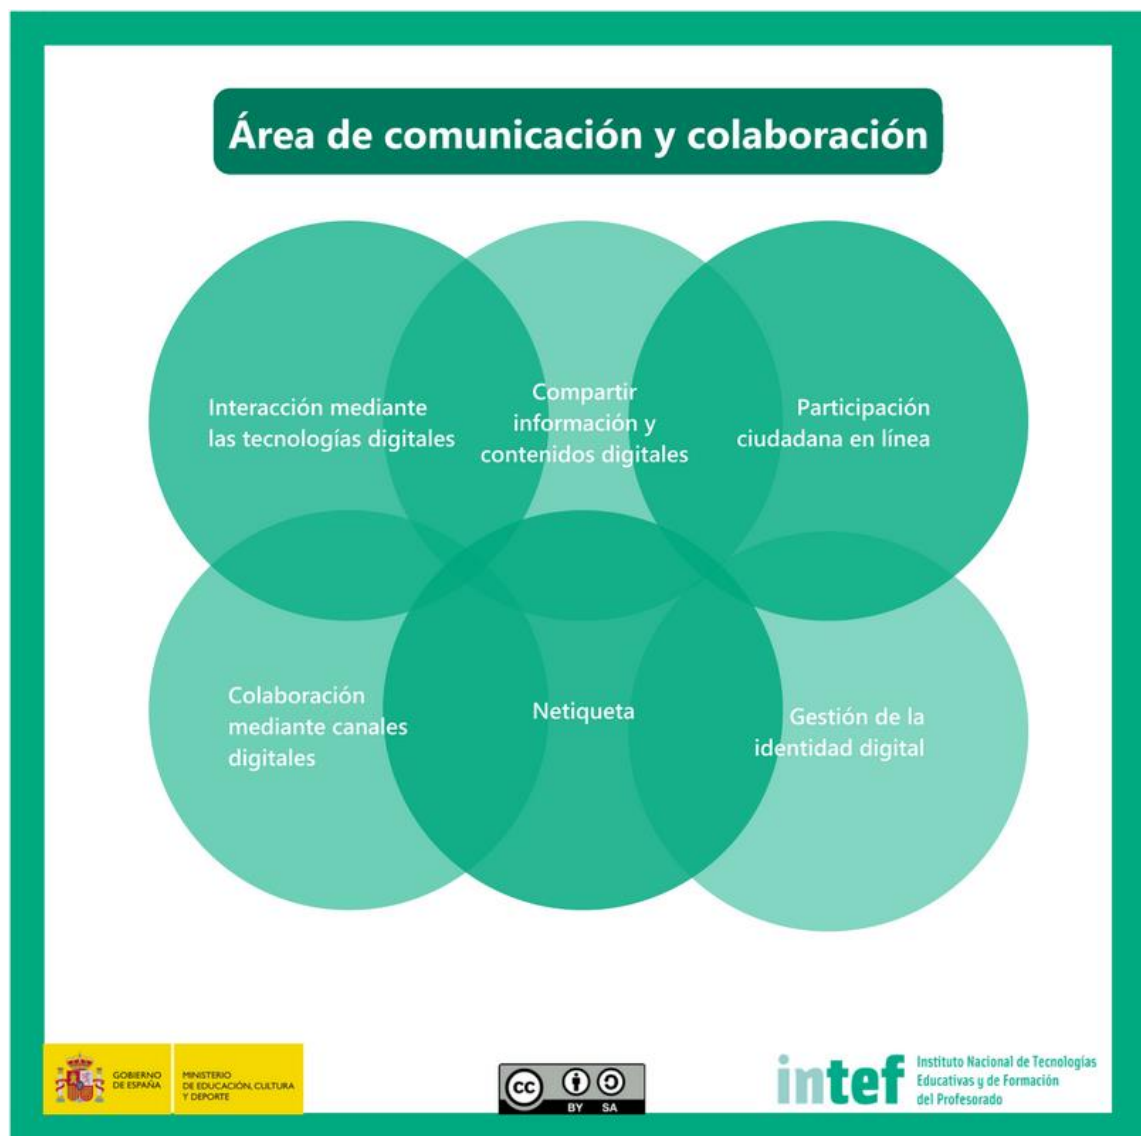 Área de comunicación y colaboración
Interacción mediante
las tecnologías digitales
Compartir
información y
contenidos digitales
Participación
ciudadana en línea
Colaboración
mediante canales
digitales
Netiqueta
Gestión de la
identidad digital
GOBIERNO
DE ESPAÑA
MINISTERIO
DE EDUCACIÓN, CULTURA
Y DEPORTE
cc
BY SA
intef
Instituto Nacional de Tecnologías
Educativas y de Formación
del Profesorado